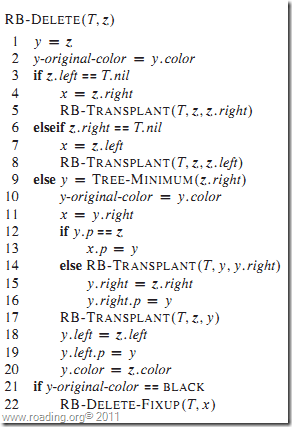 RB-DELETE(T, z)
1 y = z
2 y-original-color = y.color
3 if z.left == T.nil
4 x = z.right
5 RB-TRANSPLANT(T, z, z.right)
6 elseif z.right == T.nil
7 x = z.left
8 RB-TRANSPLANT(T, z, z.left)
9 else y = TREE-MINIMUM(z.right)
10 y-original-color = y.color
11 x = y.right
12 if y.p == z
13 x.p = y
14 else RB-TRANSPLANT(T, y, y.right)
15 y.right = z.right
16 y.right.p = y
17 RB-TRANSPLANT(T, z, y)
18 y.left = z.left
19 y.left.p = y
20 y.color = z.color
21 if y-original-color == BLACK
22 RB-DELETE-FIXUP(T, x)
www.roading.org© 2011